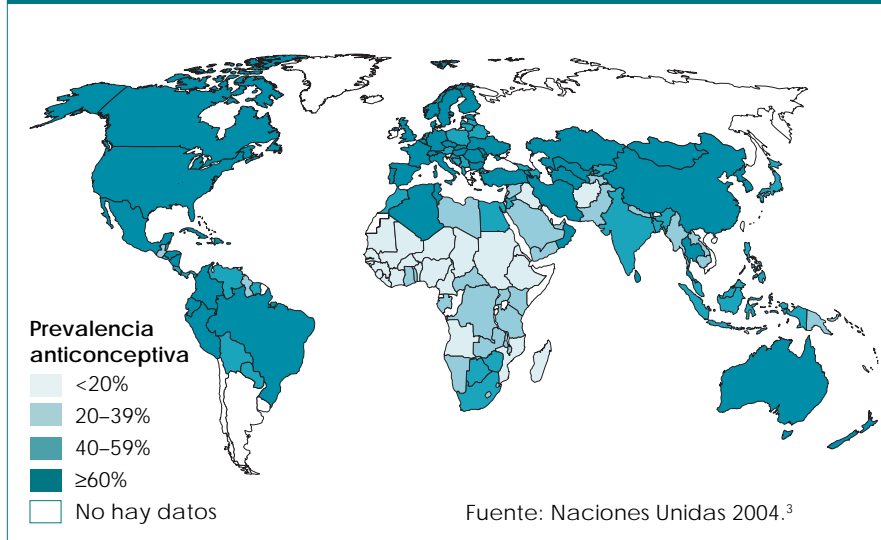 Prevalencia
anticonceptiva
<20%
20–39%
40–59%
≥60%
No hay datos
Fuente: Naciones Unidas 2004.³